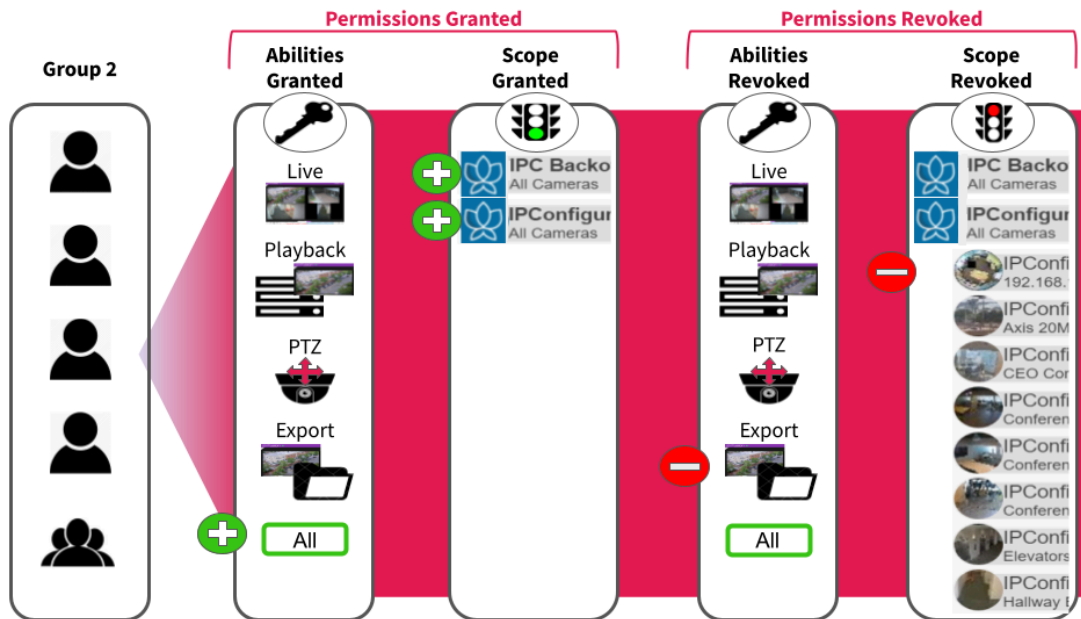 Permissions Granted
Permissions Revoked
Group 2
Abilities
Granted
Scope
Granted
Abilities
Revoked
Scope
Revoked
Live
Playback
PTZ
Export
All
IPC Backo
All Cameras
IPConfigur
All Cameras
Live
Playback
PTZ
Export
All
IPC Backo
All Cameras
IPConfigur
All Cameras
IPConfi
192.168.
IPConfi
Axis 20M
IPConfi
CEO Cor
IPConfi
Conferen
IPConfi
Conferen
IPConfi
Conferen
IPConfi
Elevators
IPConfi
Hallway E